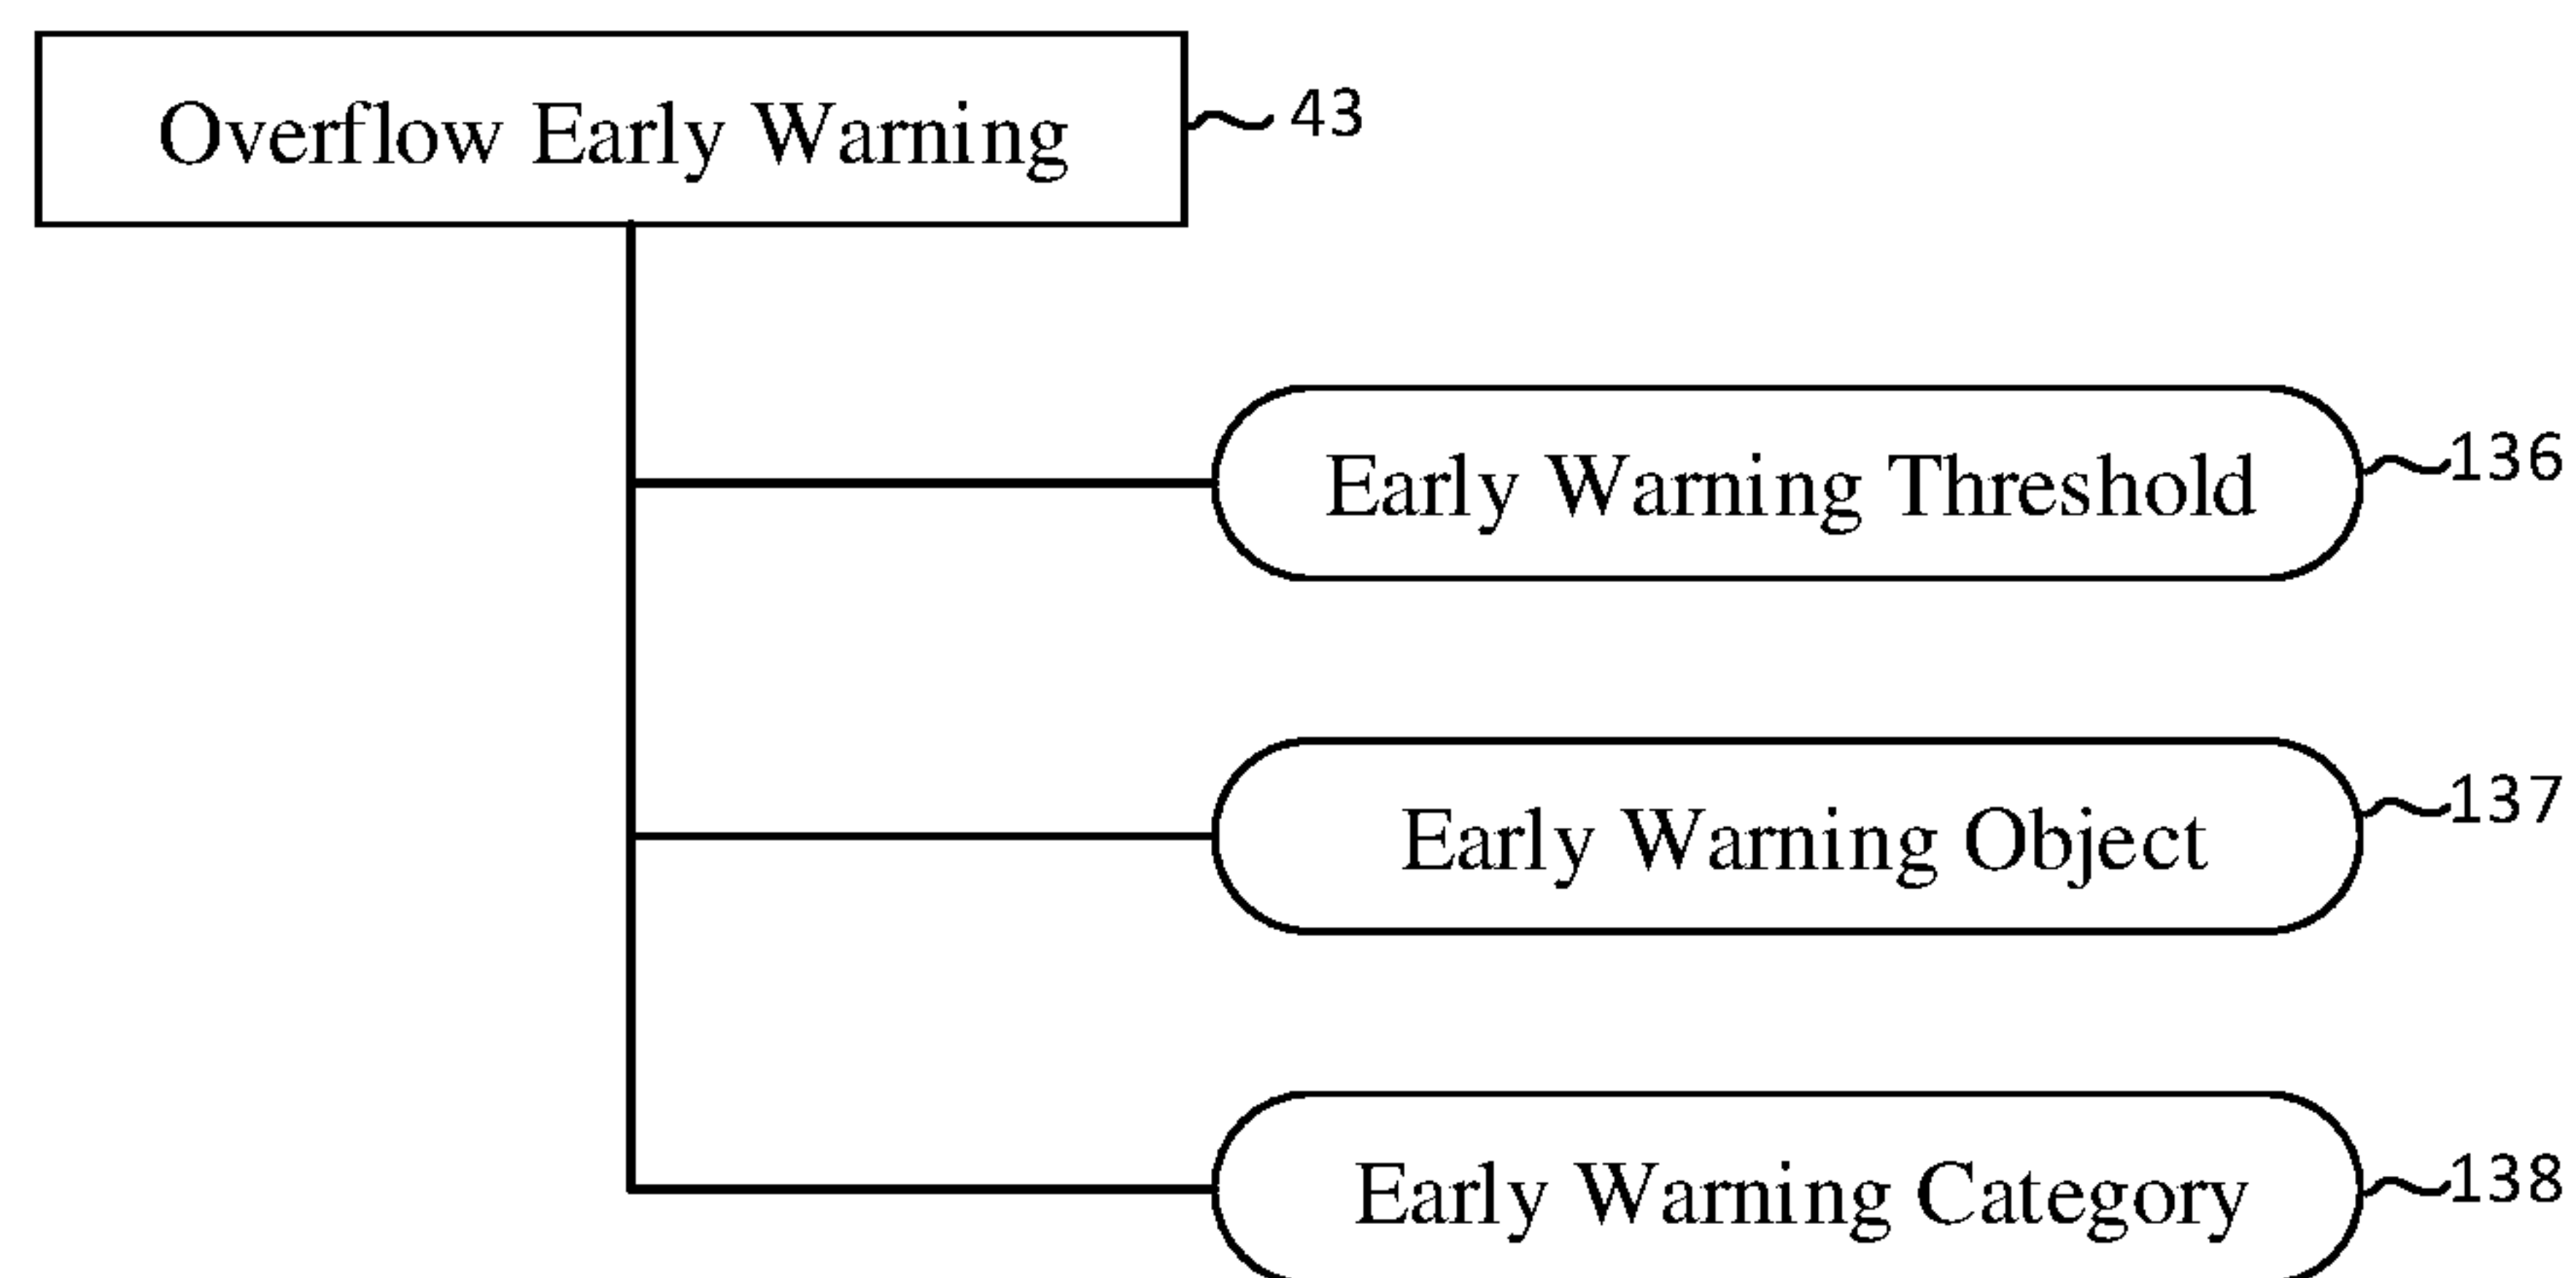 Overflow Early Warning 43
Early Warning Threshold 136
Early Warning Object 137
Early Warning Category 138